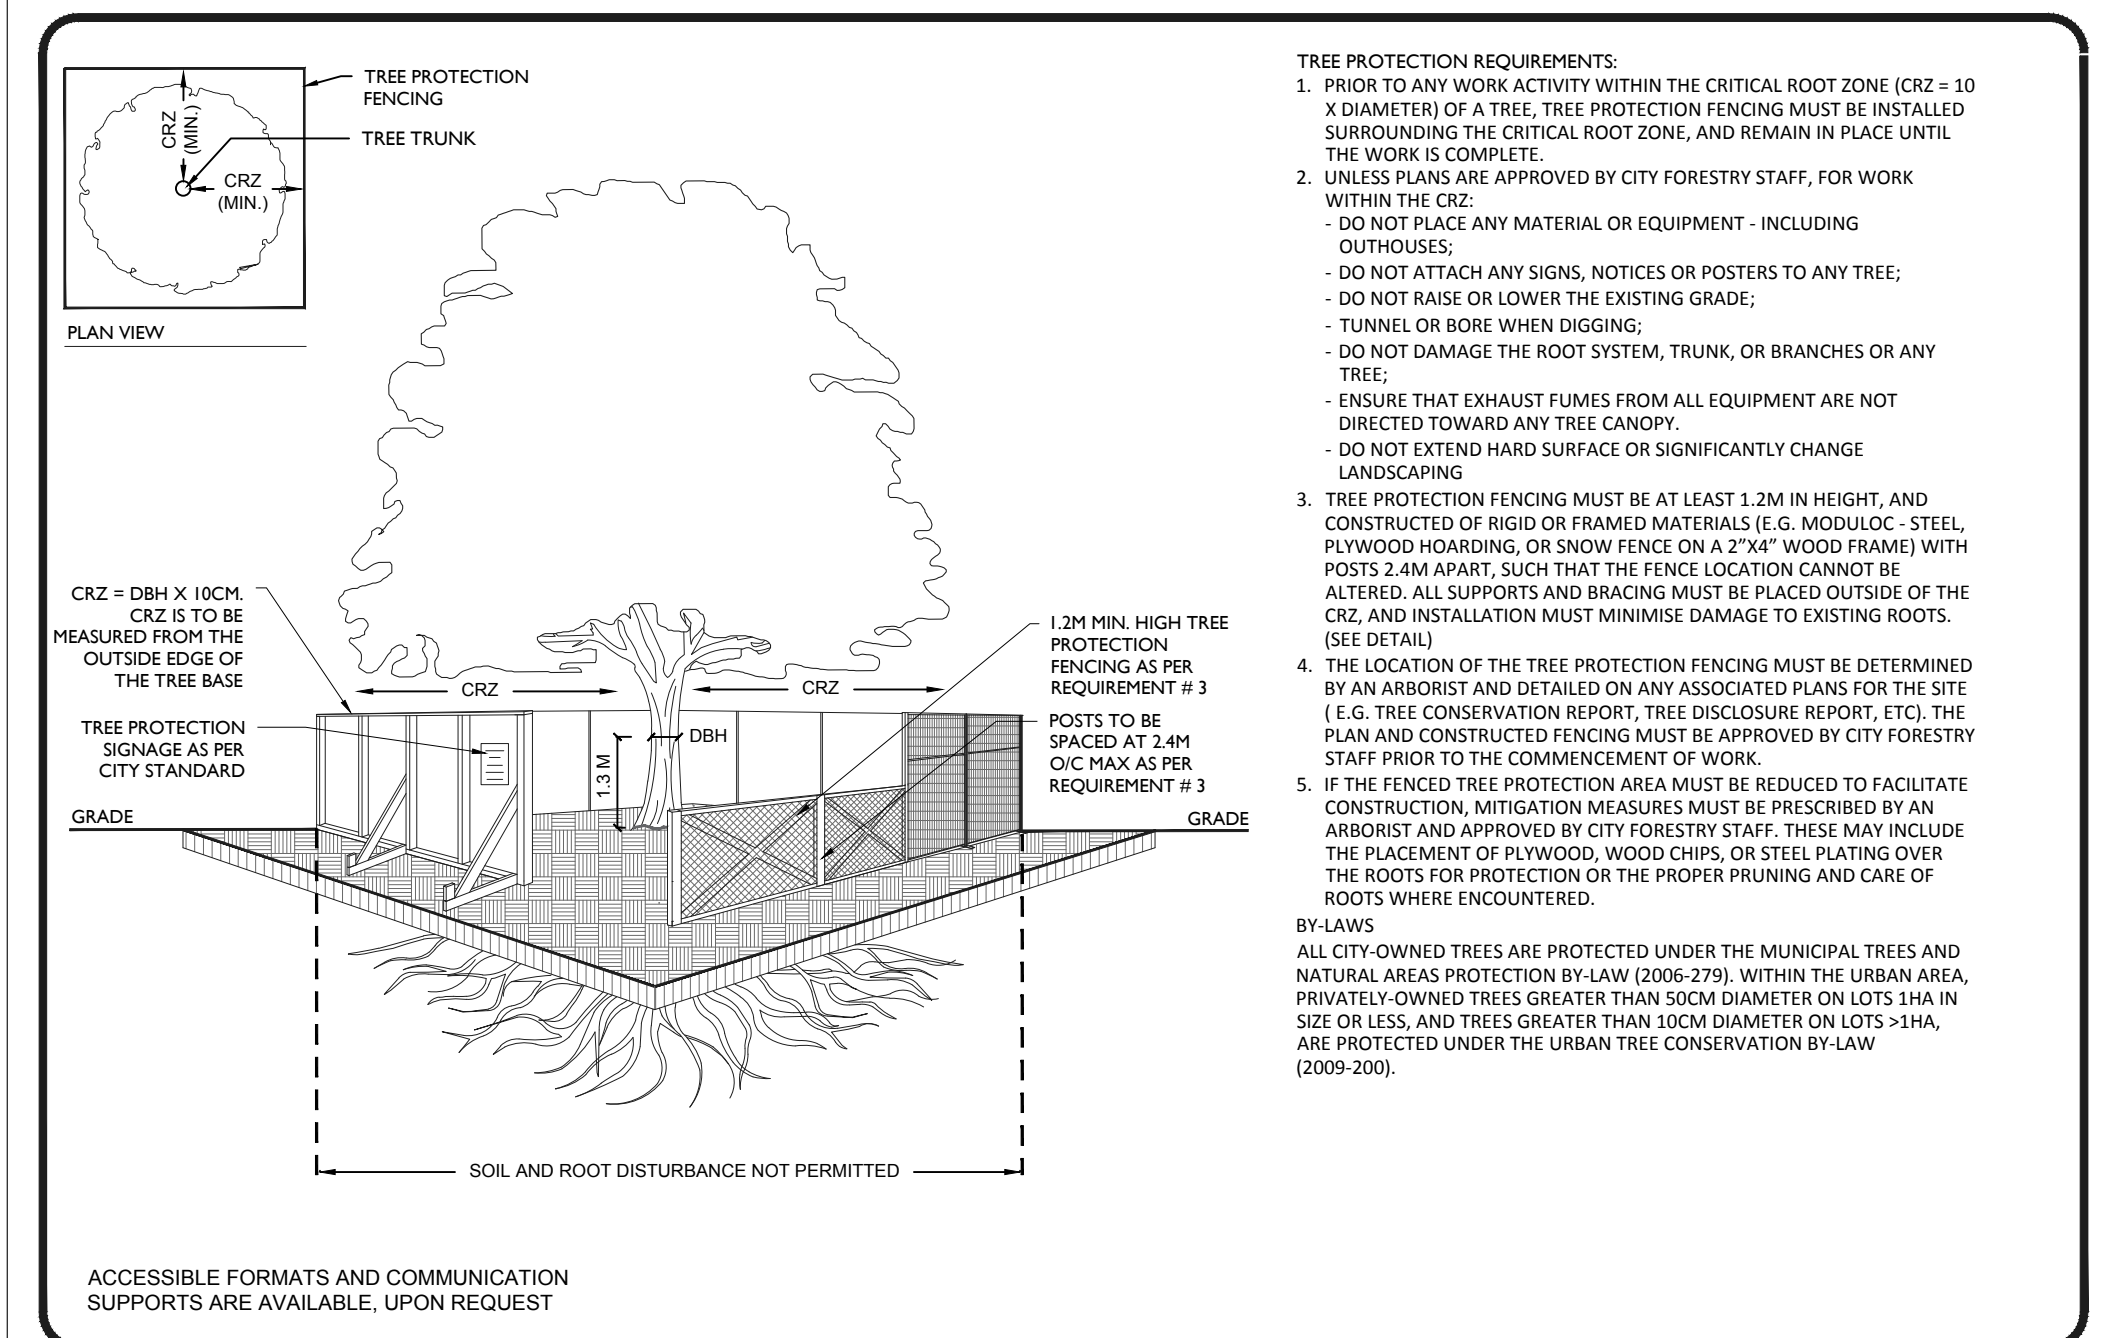 TREE PROTECTION
FENCING
TREE TRUNK
CRZ
(MIN.)
CRZ
(MIN.)
PLAN VIEW
CRZ = DBH X 10CM.
CRZ IS TO BE
MEASURED FROM THE
OUTSIDE EDGE OF
THE TREE BASE
TREE PROTECTION
SIGNAGE AS PER
CITY STANDARD
GRADE
CRZ
CRZ
DBH
1.3 M
1.2M MIN. HIGH TREE
PROTECTION
FENCING AS PER
REQUIREMENT # 3
POSTS TO BE
SPACED AT 2.4M
O/C MAX AS PER
REQUIREMENT # 3
GRADE
SOIL AND ROOT DISTURBANCE NOT PERMITTED
ACCESSIBLE FORMATS AND COMMUNICATION
SUPPORTS ARE AVAILABLE, UPON REQUEST
TREE PROTECTION REQUIREMENTS:
1. PRIOR TO ANY WORK ACTIVITY WITHIN THE CRITICAL ROOT ZONE (CRZ = 10
X DIAMETER) OF A TREE, TREE PROTECTION FENCING MUST BE INSTALLED
SURROUNDING THE CRITICAL ROOT ZONE, AND REMAIN IN PLACE UNTIL
THE WORK IS COMPLETE.
2. UNLESS PLANS ARE APPROVED BY CITY FORESTRY STAFF, FOR WORK
WITHIN THE CRZ:
- DO NOT PLACE ANY MATERIAL OR EQUIPMENT - INCLUDING
OUTHOUSES;
- DO NOT ATTACH ANY SIGNS, NOTICES OR POSTERS TO ANY TREE;
- DO NOT RAISE OR LOWER THE EXISTING GRADE;
- TUNNEL OR BORE WHEN DIGGING;
- DO NOT DAMAGE THE ROOT SYSTEM, TRUNK, OR BRANCHES OR ANY
TREE;
- ENSURE THAT EXHAUST FUMES FROM ALL EQUIPMENT ARE NOT
DIRECTED TOWARD ANY TREE CANOPY.
- DO NOT EXTEND HARD SURFACE OR SIGNIFICANTLY CHANGE
LANDSCAPING
3. TREE PROTECTION FENCING MUST BE AT LEAST 1.2M IN HEIGHT, AND
CONSTRUCTED OF RIGID OR FRAMED MATERIALS (E.G. MODULOC - STEEL,
PLYWOOD HOARDING, OR SNOW FENCE ON A 2”X4” WOOD FRAME) WITH
POSTS 2.4M APART, SUCH THAT THE FENCE LOCATION CANNOT BE
ALTERED. ALL SUPPORTS AND BRACING MUST BE PLACED OUTSIDE OF THE
CRZ, AND INSTALLATION MUST MINIMISE DAMAGE TO EXISTING ROOTS.
(SEE DETAIL)
4. THE LOCATION OF THE TREE PROTECTION FENCING MUST BE DETERMINED
BY AN ARBORIST AND DETAILED ON ANY ASSOCIATED PLANS FOR THE SITE
( E.G. TREE CONSERVATION REPORT, TREE DISCLOSURE REPORT, ETC). THE
PLAN AND CONSTRUCTED FENCING MUST BE APPROVED BY CITY FORESTRY
STAFF PRIOR TO THE COMMENCEMENT OF WORK.
5. IF THE FENCED TREE PROTECTION AREA MUST BE REDUCED TO FACILITATE
CONSTRUCTION, MITIGATION MEASURES MUST BE PRESCRIBED BY AN
ARBORIST AND APPROVED BY CITY FORESTRY STAFF. THESE MAY INCLUDE
THE PLACEMENT OF PLYWOOD, WOOD CHIPS, OR STEEL PLATING OVER
THE ROOTS FOR PROTECTION OR THE PROPER PRUNING AND CARE OF
ROOTS WHERE ENCOUNTERED.
BY-LAWS
ALL CITY-OWNED TREES ARE PROTECTED UNDER THE MUNICIPAL TREES AND
NATURAL AREAS PROTECTION BY-LAW (2006-279). WITHIN THE URBAN AREA,
PRIVATELY-OWNED TREES GREATER THAN 50CM DIAMETER ON LOTS 1HA IN
SIZE OR LESS, AND TREES GREATER THAN 10CM DIAMETER ON LOTS >1HA,
ARE PROTECTED UNDER THE URBAN TREE CONSERVATION BY-LAW
(2009-200).